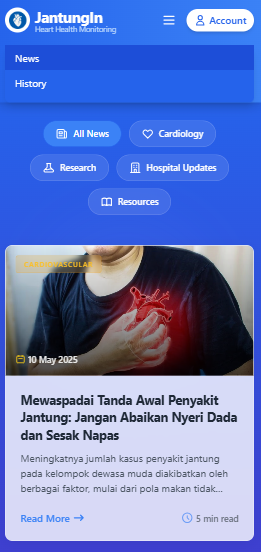 JantungIn
Heart Health Monitoring
Account
News
History
All News
Cardiology
Research
Hospital Updates
Resources
CARDIOVASCULAR
10 May 2025
Mewaspadai Tanda Awal Penyakit
Jantung: Jangan Abaikan Nyeri Dada
dan Sesak Napas
Meningkatnya jumlah kasus penyakit jantung
pada kelompok dewasa muda diakibatkan oleh
berbagai faktor, mulai dari pola makan tidak...
Read More
5 min read